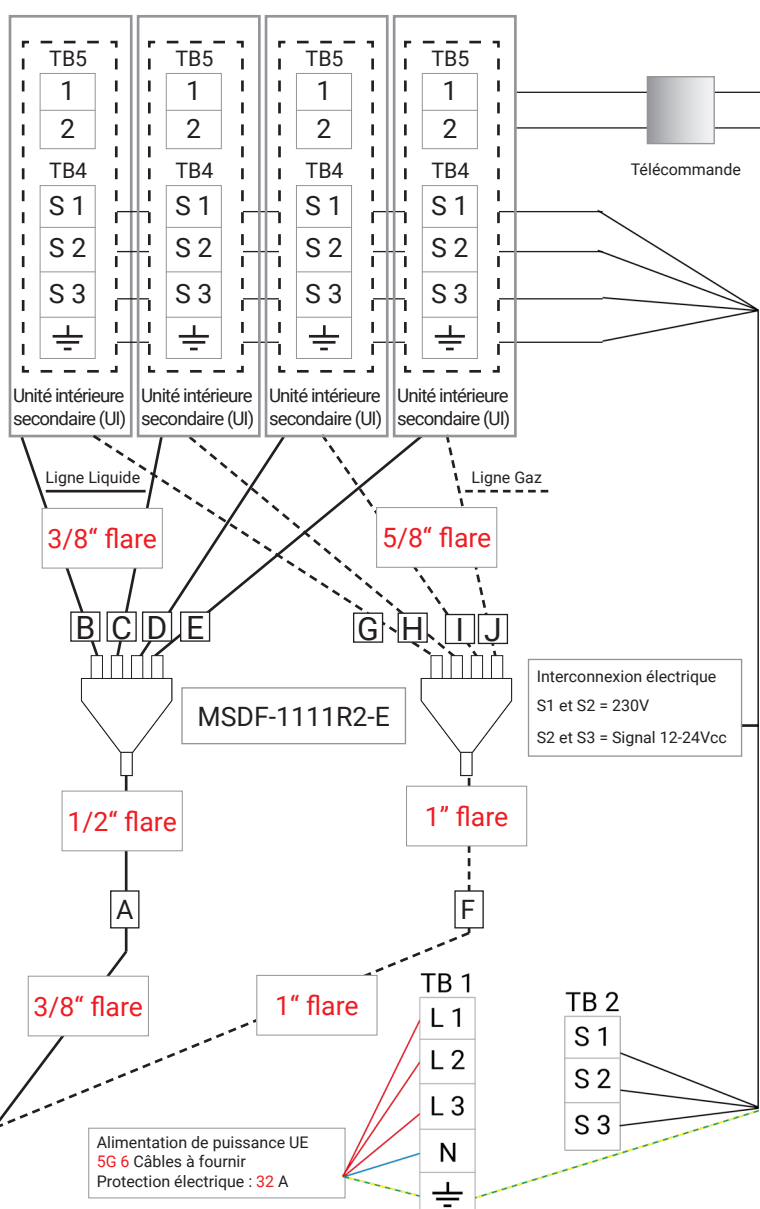 TB5
1
2
TB4
S 1
S 2
S 3
Unité intérieure
secondaire (UI)
TB5
1
2
TB4
S 1
S 2
S 3
Unité intérieure
secondaire (UI)
TB5
1
2
TB4
S 1
S 2
S 3
Unité intérieure
secondaire (UI)
TB5
1
2
TB4
S 1
S 2
S 3
Unité intérieure
secondaire (UI)
Télécommande
Ligne Liquide
Ligne Gaz
3/8“ flare
5/8“ flare
B
C
D
E
G
H
I
J
MSDF-1111R2-E
Interconnexion électrique
S1 et S2 = 230V
S2 et S3 = Signal 12-24Vcc
1/2“ flare
1” flare
A
F
3/8“ flare
1“ flare
TB 1
L 1
L 2
L 3
N
TB 2
S 1
S 2
S 3
Alimentation de puissance UE
5G 6 Câbles à fournir
Protection électrique : 32 A